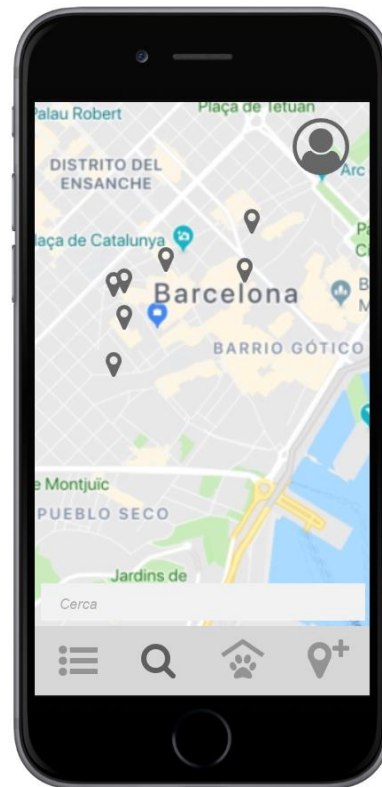 Palau Robert
Plaça de Tetuan
Arc
DISTRITO DEL
ENSANCHE
laça de Catalunya
Barcelona
BARRIO GÓTICO
e Montjuïc
PUEBLO SECO
Jardins de
Cerca